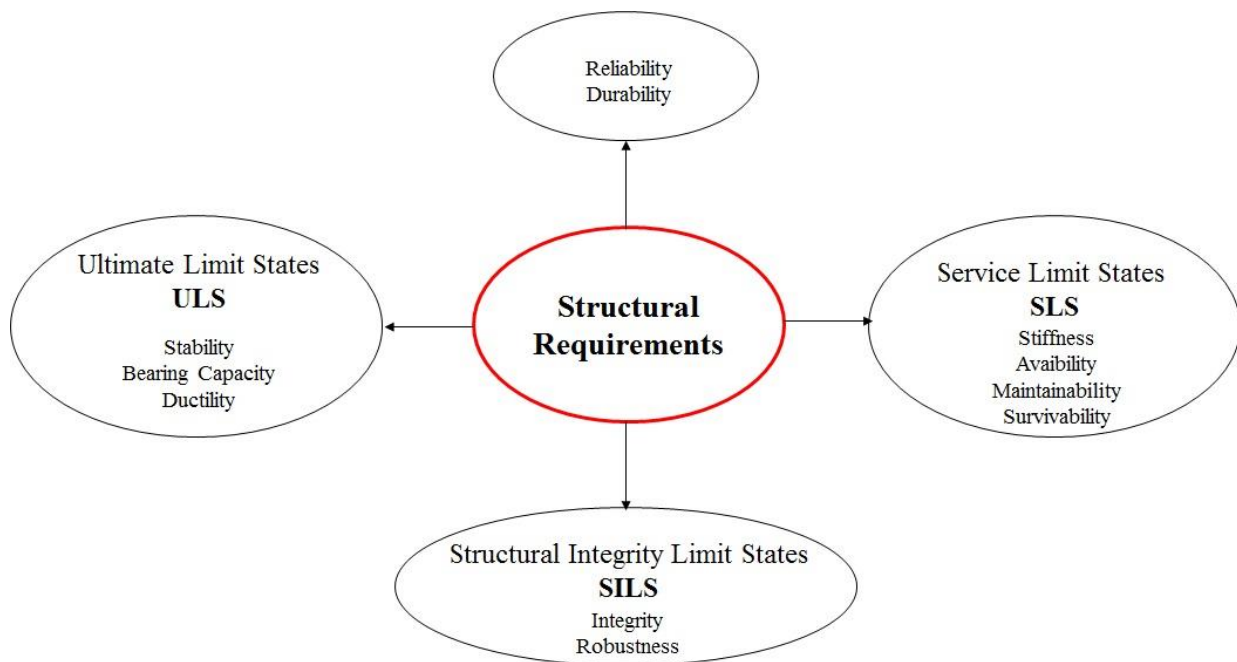 Reliability
Durability
Ultimate Limit States
ULS
Stability
Bearing Capacity
Ductility
Structural
Requirements
Service Limit States
SLS
Stiffness
Avaibility
Maintainability
Survivability
Structural Integrity Limit States
SILS
Integrity
Robustness